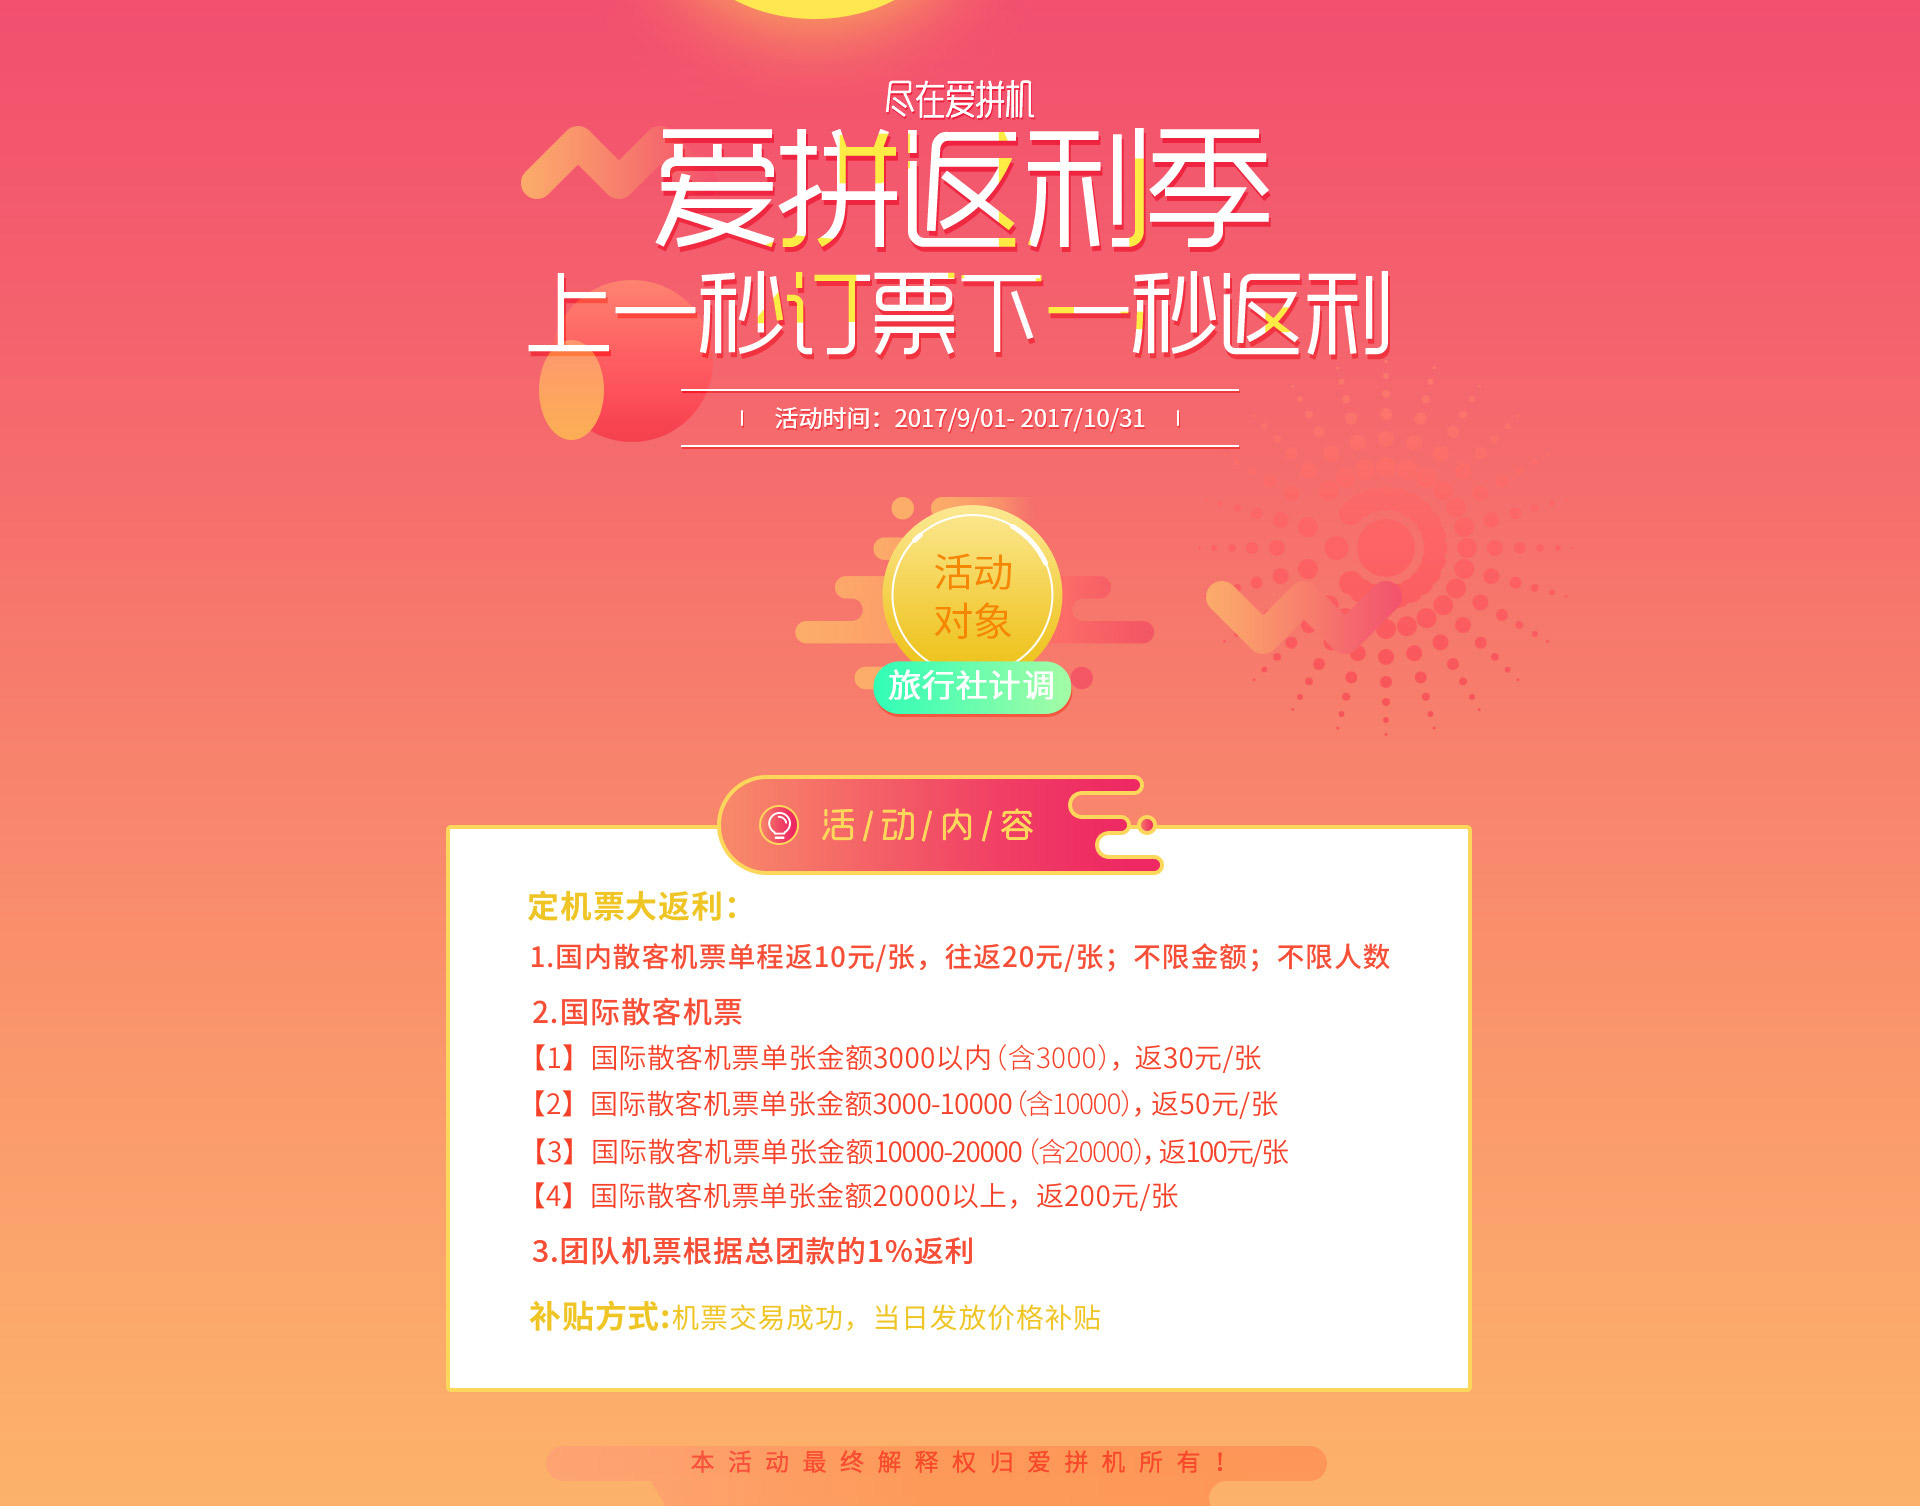 尽在爱拼机
爱拼返利季
上一秒订票下一秒返利
活动时间：2017/9/01- 2017/10/31
活动
对象
旅行社计调
活/动/内/容
定机票大返利：
1.国内散客机票单程返10元/张，往返20元/张；不限金额；不限人数
2.国际散客机票
【1】国际散客机票单张金额3000以内（含3000），返30元/张
【2】国际散客机票单张金额3000-10000（含10000），返50元/张
【3】国际散客机票单张金额10000-20000（含20000），返100元/张
【4】国际散客机票单张金额20000以上，返200元/张
3.团队机票根据总团款的1%返利
补贴方式:机票交易成功，当日发放价格补贴
本活动最终解释权归爱拼机所有！